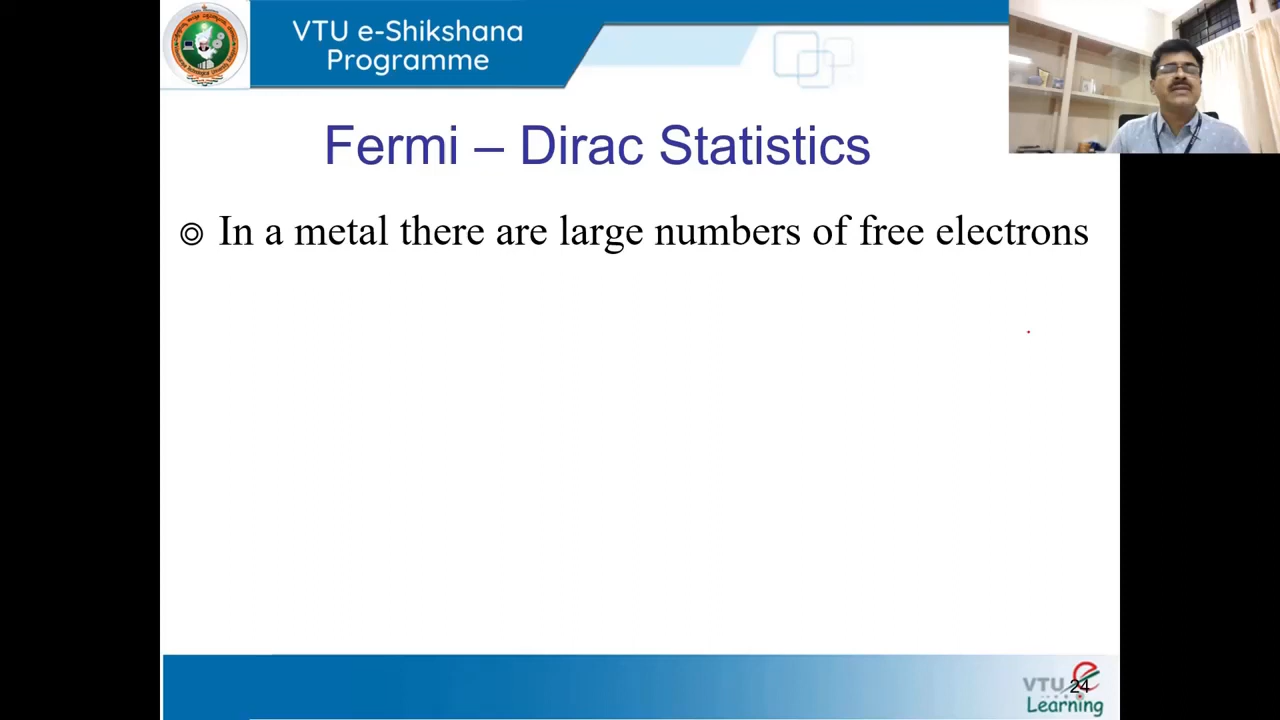 VTU e-Shikshana
Programme
Fermi – Dirac Statistics
⌾ In a metal there are large numbers of free electrons
VTU e
24
Learning